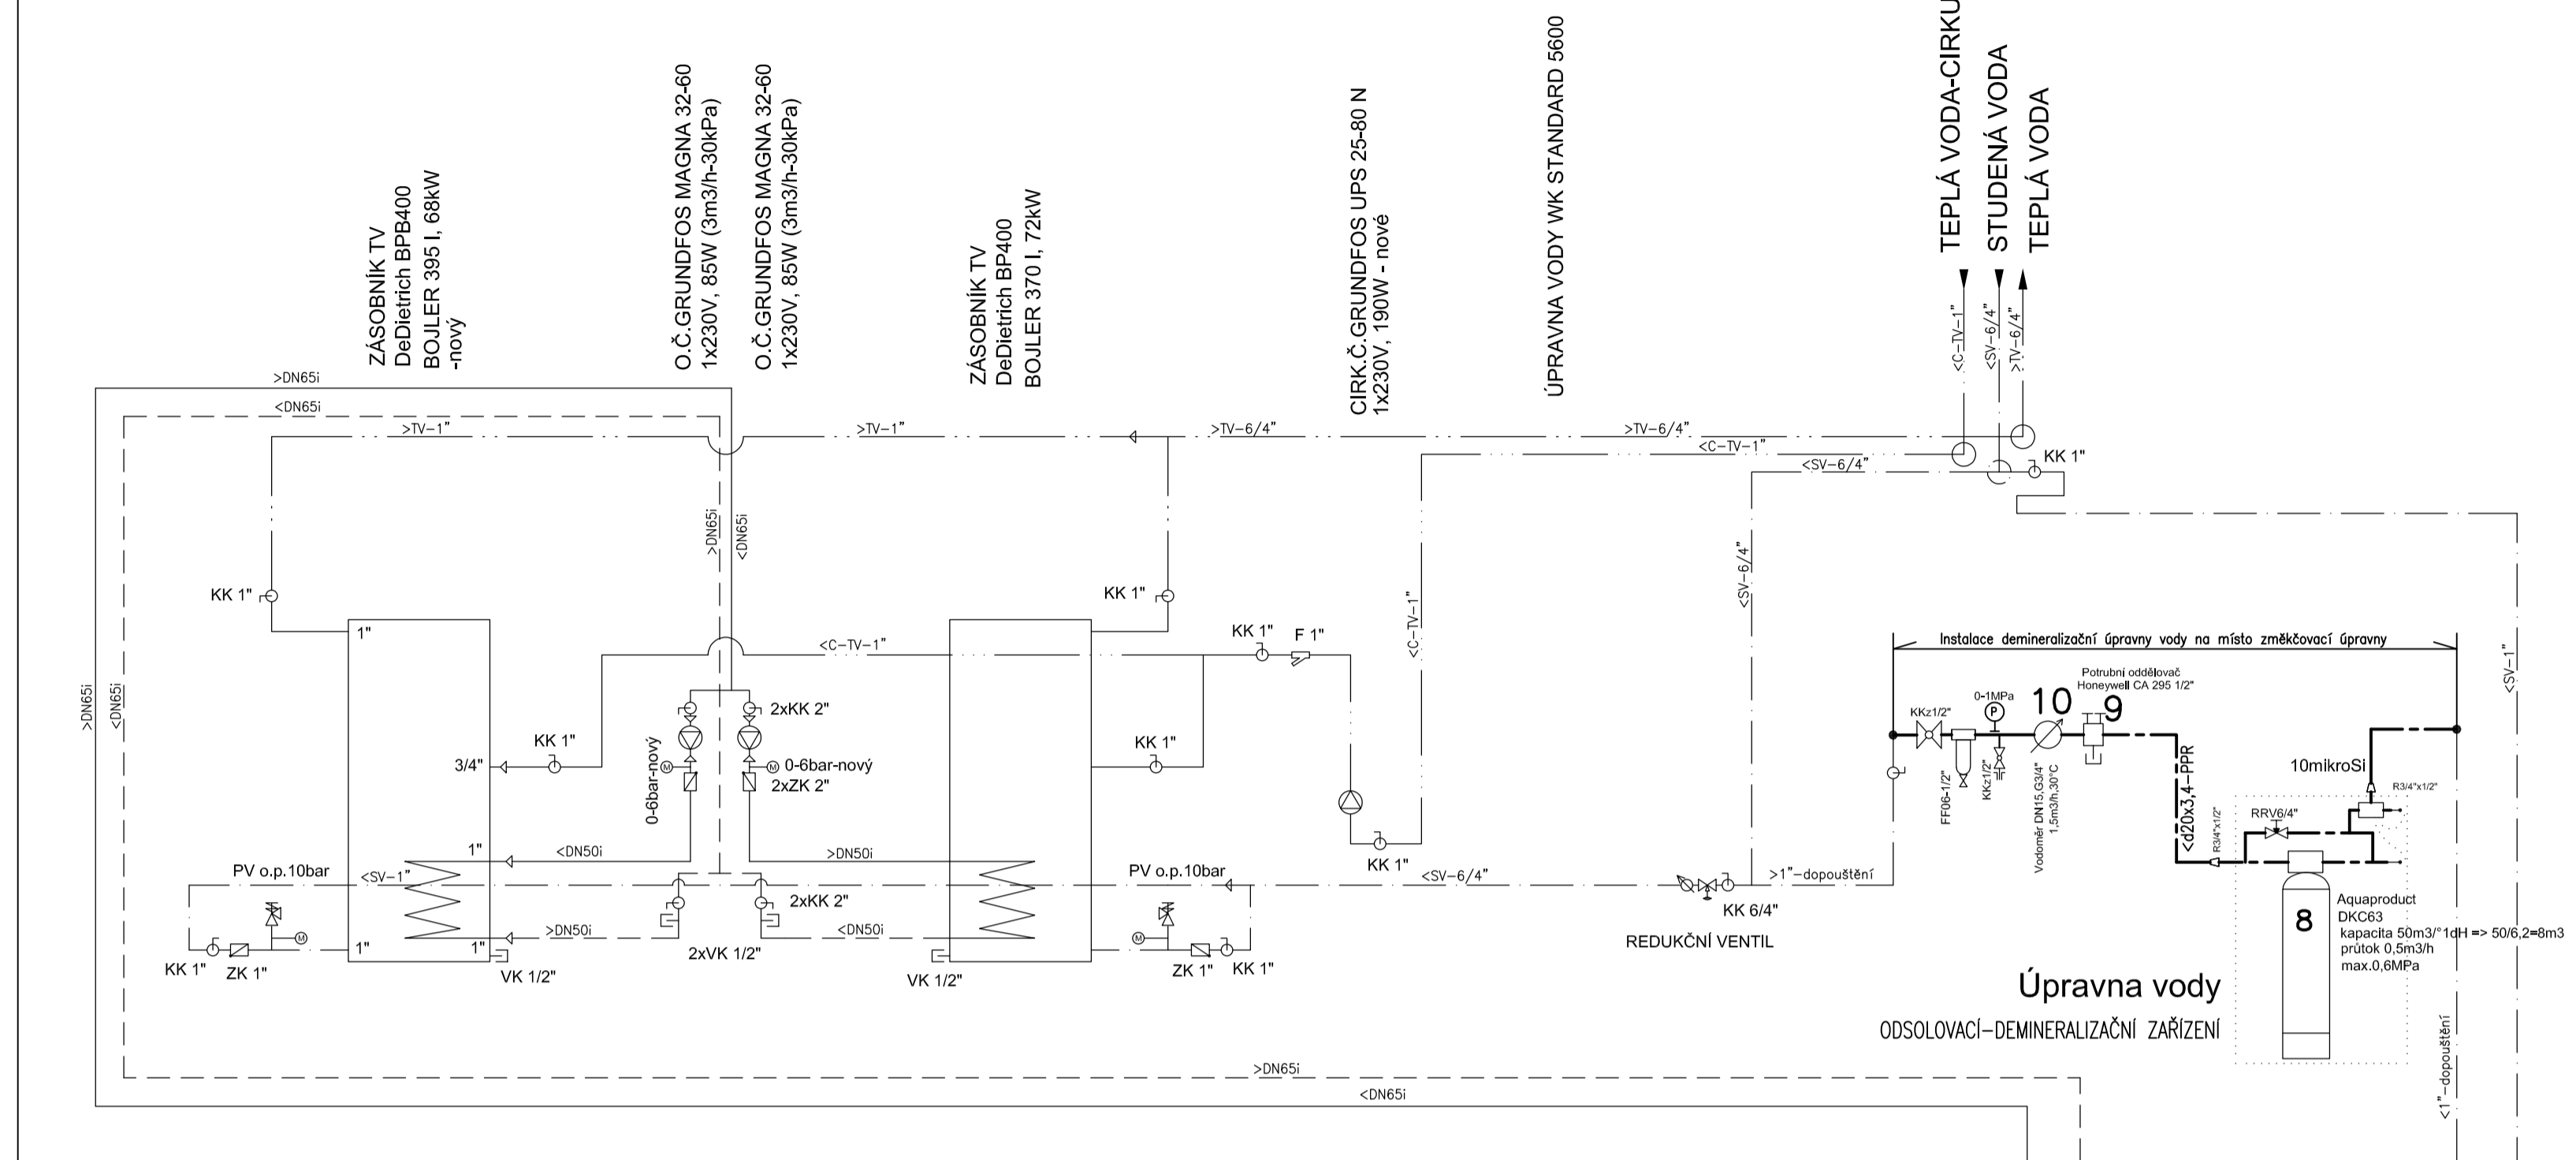 ZÁSOBNÍK TV
DeDietrich BPB400
BOJLER 395 l, 68kW
-nový
O.Č.GRUNDFOS MAGNA 32-60
1x230V, 85W (3m3/h-30kPa)
O.Č.GRUNDFOS MAGNA 32-60
1x230V, 85W (3m3/h-30kPa)
ZÁSOBNÍK TV
DeDietrich BP400
BOJLER 370 l, 72kW
CIRK.Č.GRUNDFOS UPS 25-80 N
1x230V, 190W - nové
ÚPRAVNA VODY WK STANDARD 5600
TEPLÁ VODA-CIRKU
STUDENÁ VODA
TEPLÁ VODA
<C-TV-1"
<SV-6/4"
>TV-6/4"
>DN65i
<DN65i
>TV-1"
>TV-1"
>TV-6/4"
>TV-6/4"
<C-TV-1"
<SV-6/4"
KK 1"
>DN65i
<DN65i
<SV-6/4"
<C-TV-1"
<SV-1"
KK 1"
KK 1"
1"
<C-TV-1"
KK 1"
F 1"
>DN65i
<DN65i
2xKK 2"
KK 1"
3/4"
KK 1"
0-6bar-nový
M
M
0-6bar-nový
2xZK 2"
1"
<DN50i
>DN50i
KK 1"
PV o.p.10bar
<SV-1"
PV o.p.10bar
<SV-6/4"
>1"-dopouštění
2xKK 2"
KK 6/4"
M
>DN50i
<DN50i
M
REDUKČNÍ VENTIL
1"
1"
2xVK 1/2"
KK 1"
ZK 1"
VK 1/2"
VK 1/2"
ZK 1"
KK 1"
Instalace demineralizační úpravny vody na místo změkčovací úpravny
Potrubní oddělovač
Honeywell CA 295 1/2"
0-1MPa
P
10
9
KKz1/2"
FF06-1/2"
KKz1/2"
Vodoměr DN15,G3/4"
1,5m3/h,30°C
<d20x3,4-PPR
10mikroSi
R3/4"x1/2"
R3/4"x1/2"
RRV6/4"
8
Aquaproduct
DKC63
kapacita 50m3/°1dH => 50/6,2=8m3
průtok 0,5m3/h
max.0,6MPa
Úpravna vody
ODSOLOVACÍ-DEMINERALIZAČNÍ ZAŘÍZENÍ
<1"-dopouštění
>DN65i
<DN65i